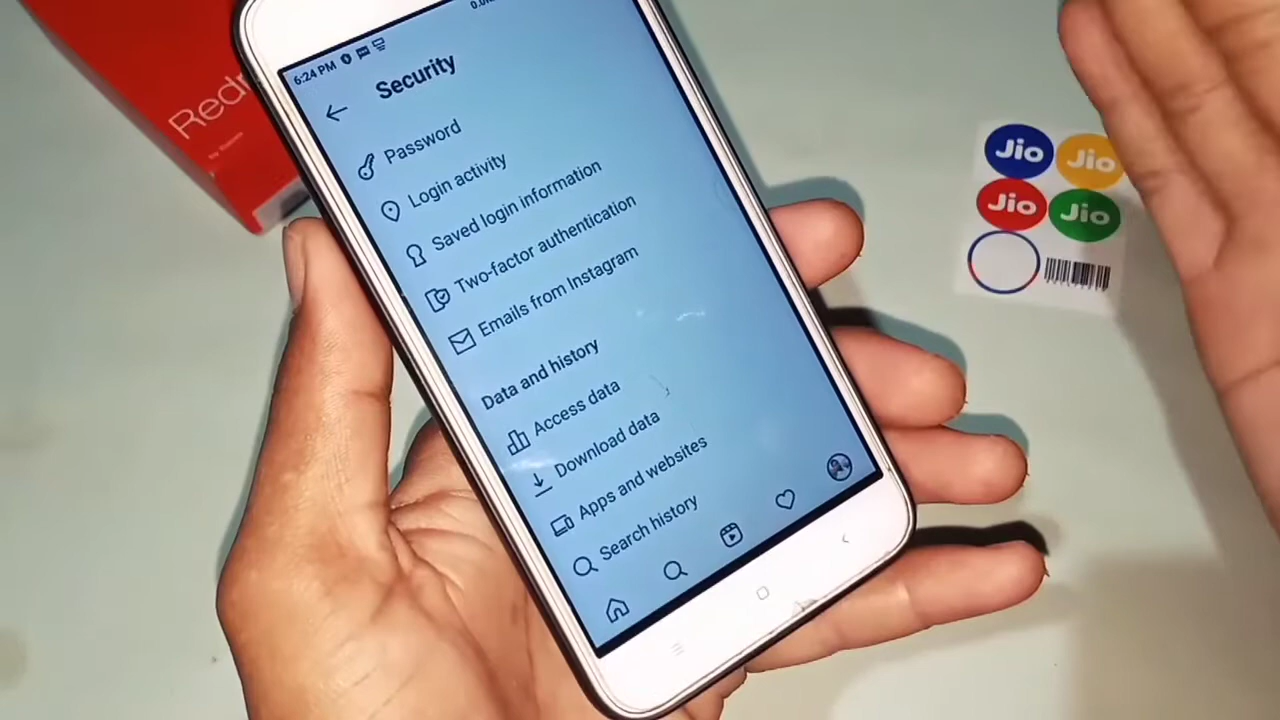 6:24 PM
Security
Password
Login activity
Saved login information
Two-factor authentication
Emails from Instagram
Data and history
Access data
Download data
Apps and websites
Search history
Jio
Jio
Jio
Jio